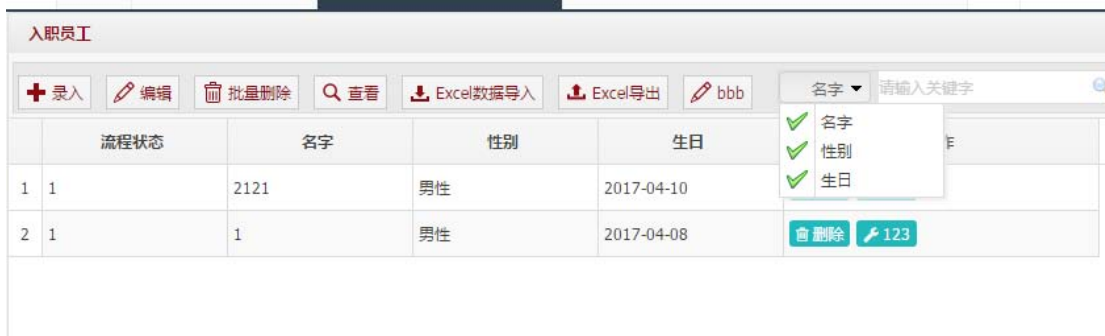 入职员工
录入 编辑 批量删除 查看 Excel数据导入 Excel导出 bbb 名字 请输入关键字
名字
性别
生日
流程状态 名字 性别 生日 作
1 1 2121 男性 2017-04-10
2 1 1 男性 2017-04-08 删除 123